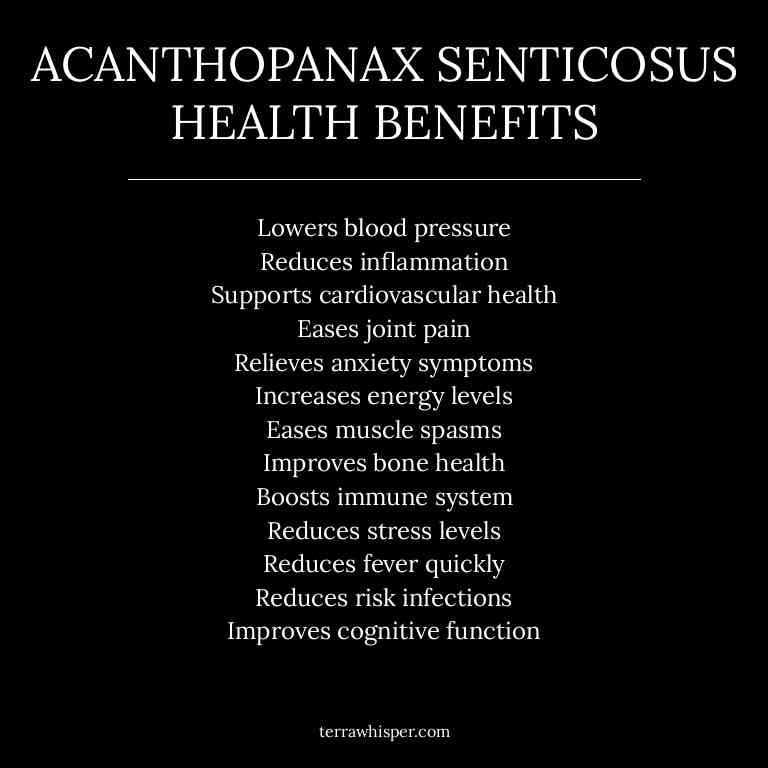 ACANTHOPANAX SENTICOSUS
HEALTH BENEFITS
Lowers blood pressure
Reduces inflammation
Supports cardiovascular health
Eases joint pain
Relieves anxiety symptoms
Increases energy levels
Eases muscle spasms
Improves bone health
Boosts immune system
Reduces stress levels
Reduces fever quickly
Reduces risk infections
Improves cognitive function
terrawhisper.com